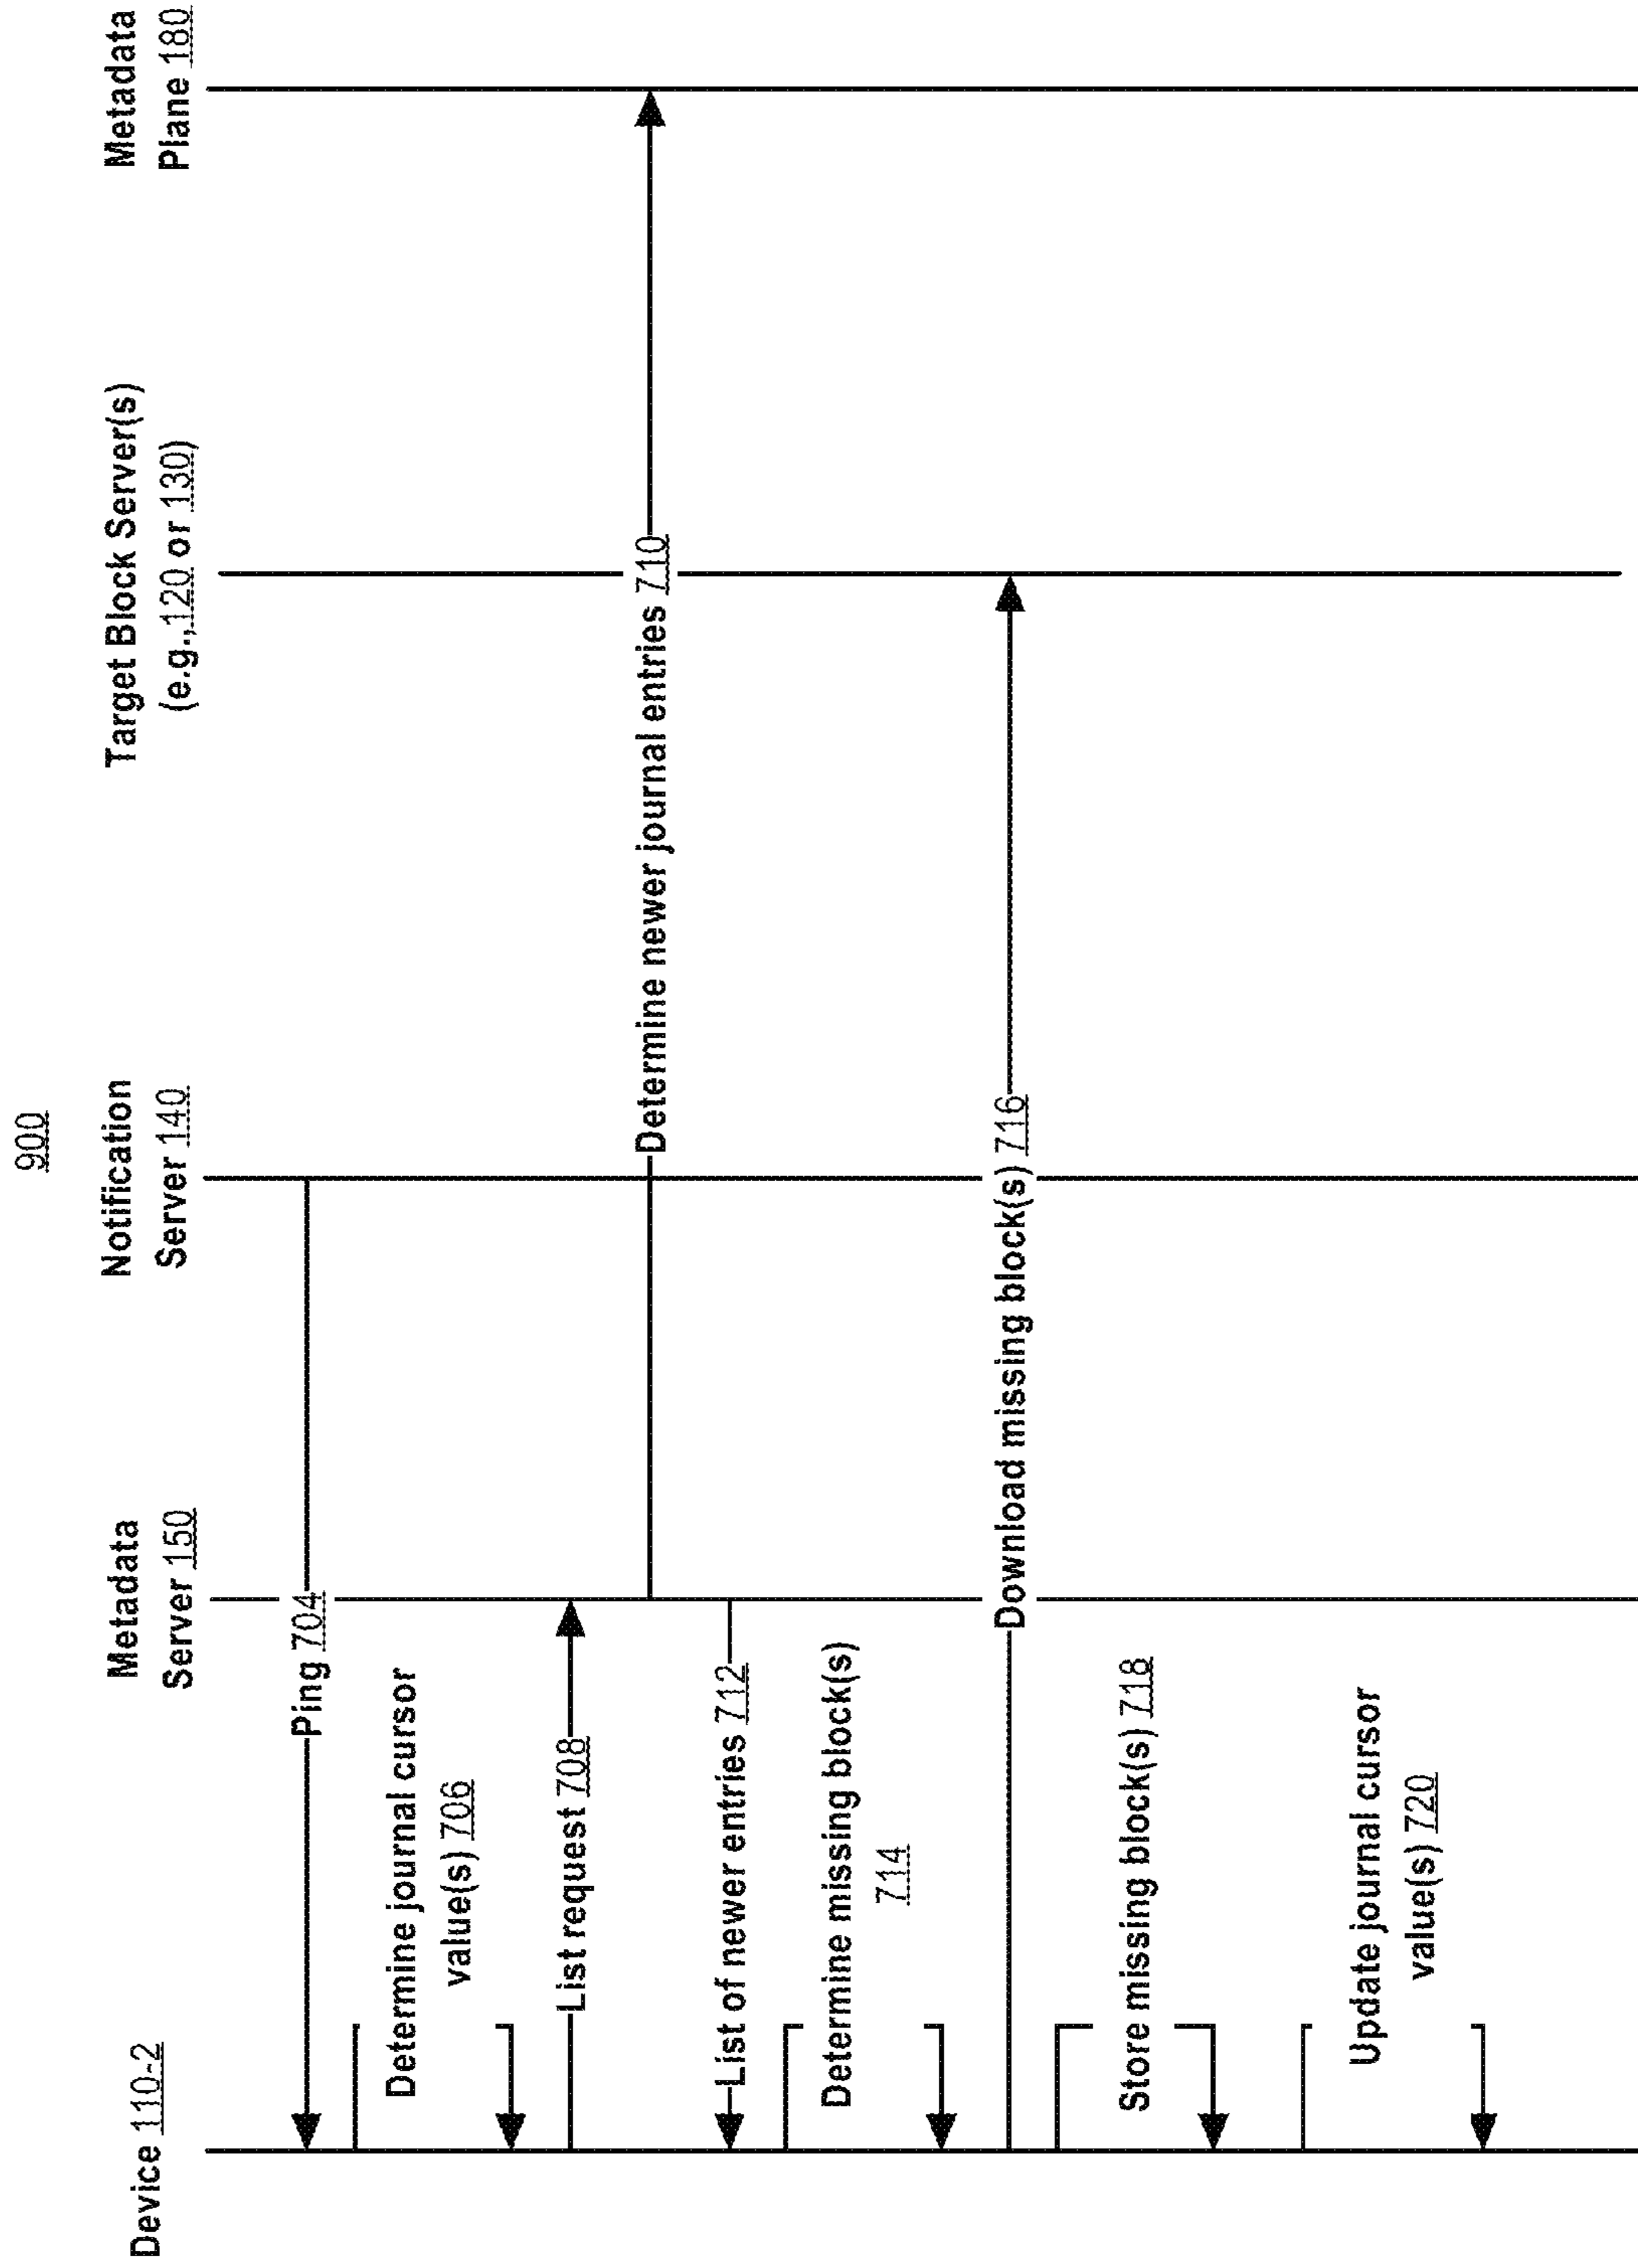 900
Device 110-2
Metadata
Server 150
Notification
Server 140
Target Block Server(s)
(e.g.,120 or 130)
Metadata
Plane 180
Ping 704
Determine journal cursor
value(s) 706
List request 708
Determine newer journal entries 710
List of newer entries 712
Determine missing block(s)
714
Download missing block(s) 716
Store missing block(s) 718
Update journal cursor
value(s) 720